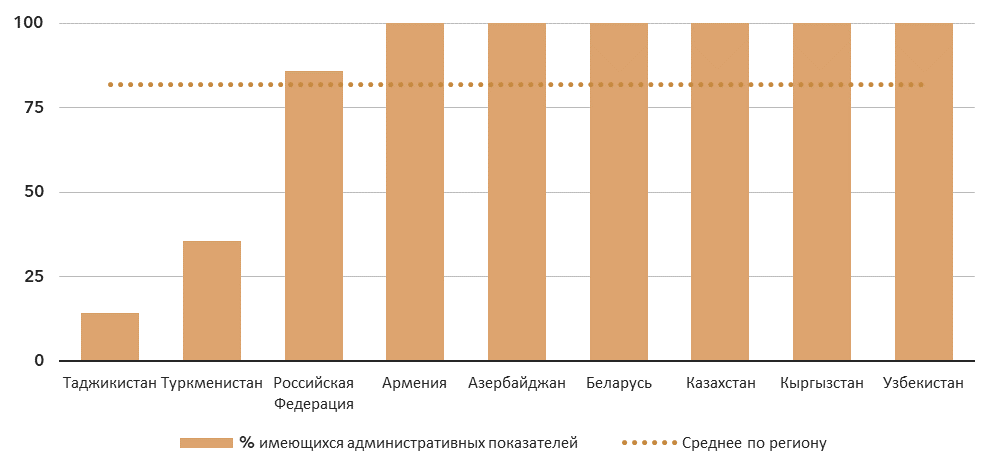 100
75
50
25
0
Таджикистан Туркменистан Российская Армения Азербайджан Беларусь Казахстан Кыргызстан Узбекистан
Федерация
% имеющихся административных показателей Среднее по региону